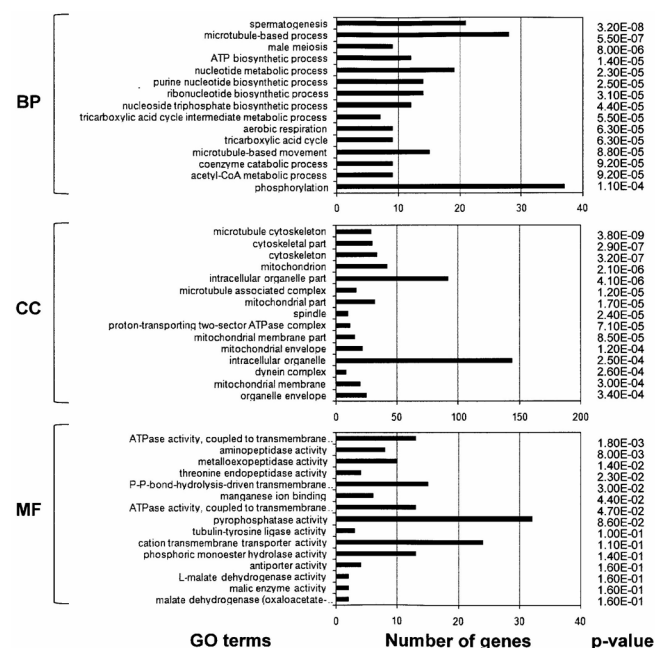 BP
spermatogenesis 3.20E-08
microtubule-based process 5.50E-07
male meiosis 8.00E-06
ATP biosynthetic process 1.40E-05
nucleotide metabolic process 2.30E-05
purine nucleotide biosynthetic process 2.50E-05
ribonucleotide biosynthetic process 3.10E-05
nucleoside triphosphate biosynthetic process 4.40E-05
tricarboxylic acid cycle intermediate metabolic process 5.50E-05
aerobic respiration 6.30E-05
tricarboxylic acid cycle 6.30E-05
microtubule-based movement 8.80E-05
coenzyme catabolic process 9.20E-05
acetyl-CoA metabolic process 9.20E-05
phosphorylation 1.10E-04
0 10 20 30 40
CC
microtubule cytoskeleton 3.80E-09
cytoskeletal part 2.90E-07
cytoskeleton 3.20E-07
mitochondrion 2.10E-06
intracellular organelle part 4.10E-06
microtubule associated complex 1.20E-05
mitochondrial part 1.70E-05
spindle 2.40E-05
proton-transporting two-sector ATPase complex 7.10E-05
mitochondrial membrane part 8.50E-05
mitochondrial envelope 1.20E-04
intracellular organelle 2.50E-04
dynein complex 2.60E-04
mitochondrial membrane 3.00E-04
organelle envelope 3.40E-04
0 50 100 150 200
MF
ATPase activity, coupled to transmembrane .. 1.80E-03
aminopeptidase activity 8.00E-03
metalloexopeptidase activity 1.40E-02
threonine endopeptidase activity 2.30E-02
P-P-bond-hydrolysis-driven transmembrane .. 3.00E-02
manganese ion binding 4.40E-02
ATPase activity, coupled to transmembrane .. 4.70E-02
pyrophosphatase activity 8.60E-02
tubulin-tyrosine ligase activity 1.00E-01
cation transmembrane transporter activity 1.10E-01
phosphoric monoester hydrolase activity 1.40E-01
antiporter activity 1.60E-01
L-malate dehydrogenase activity 1.60E-01
malic enzyme activity 1.60E-01
malate dehydrogenase (oxaloacetate- 1.60E-01
0 10 20 30 40
GO terms Number of genes p-value